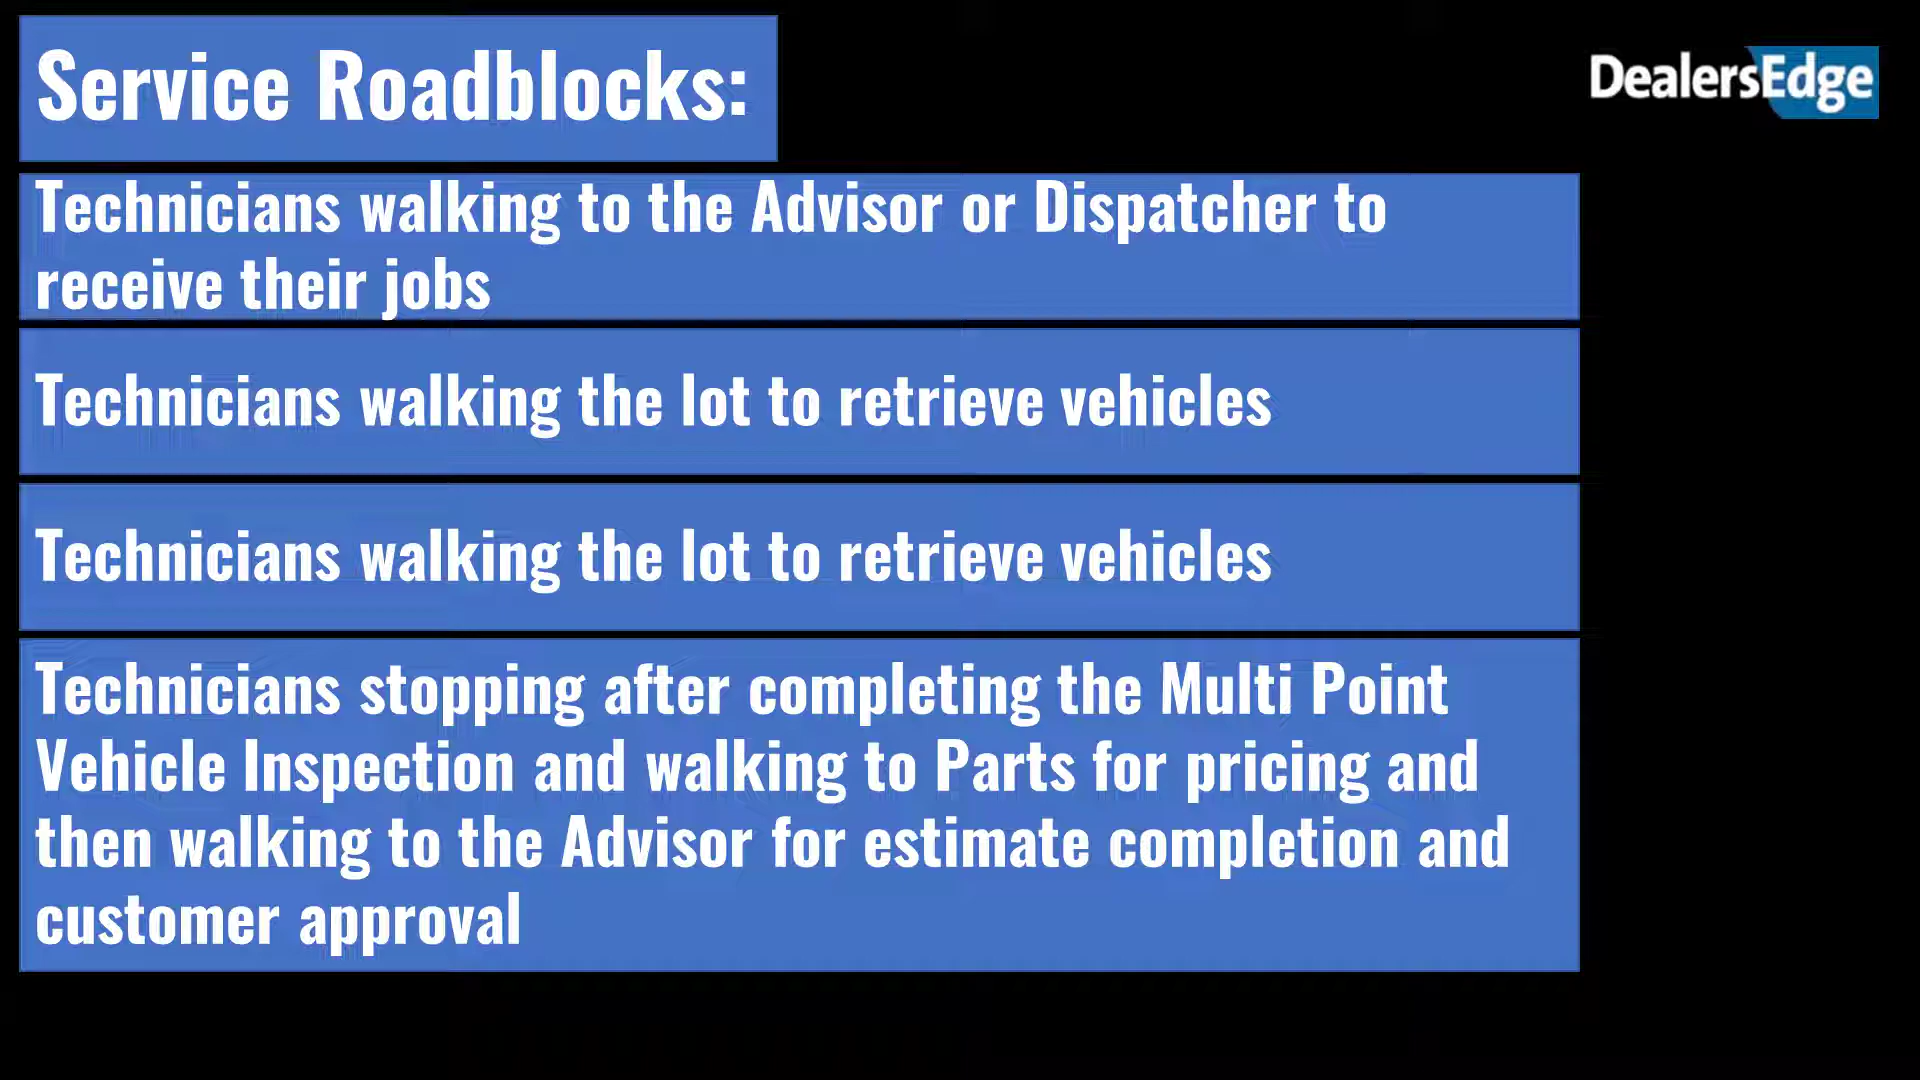 Service Roadblocks:
DealersEdge
Technicians walking to the Advisor or Dispatcher to
receive their jobs
Technicians walking the lot to retrieve vehicles
Technicians walking the lot to retrieve vehicles
Technicians stopping after completing the Multi Point
Vehicle Inspection and walking to Parts for pricing and
then walking to the Advisor for estimate completion and
customer approval